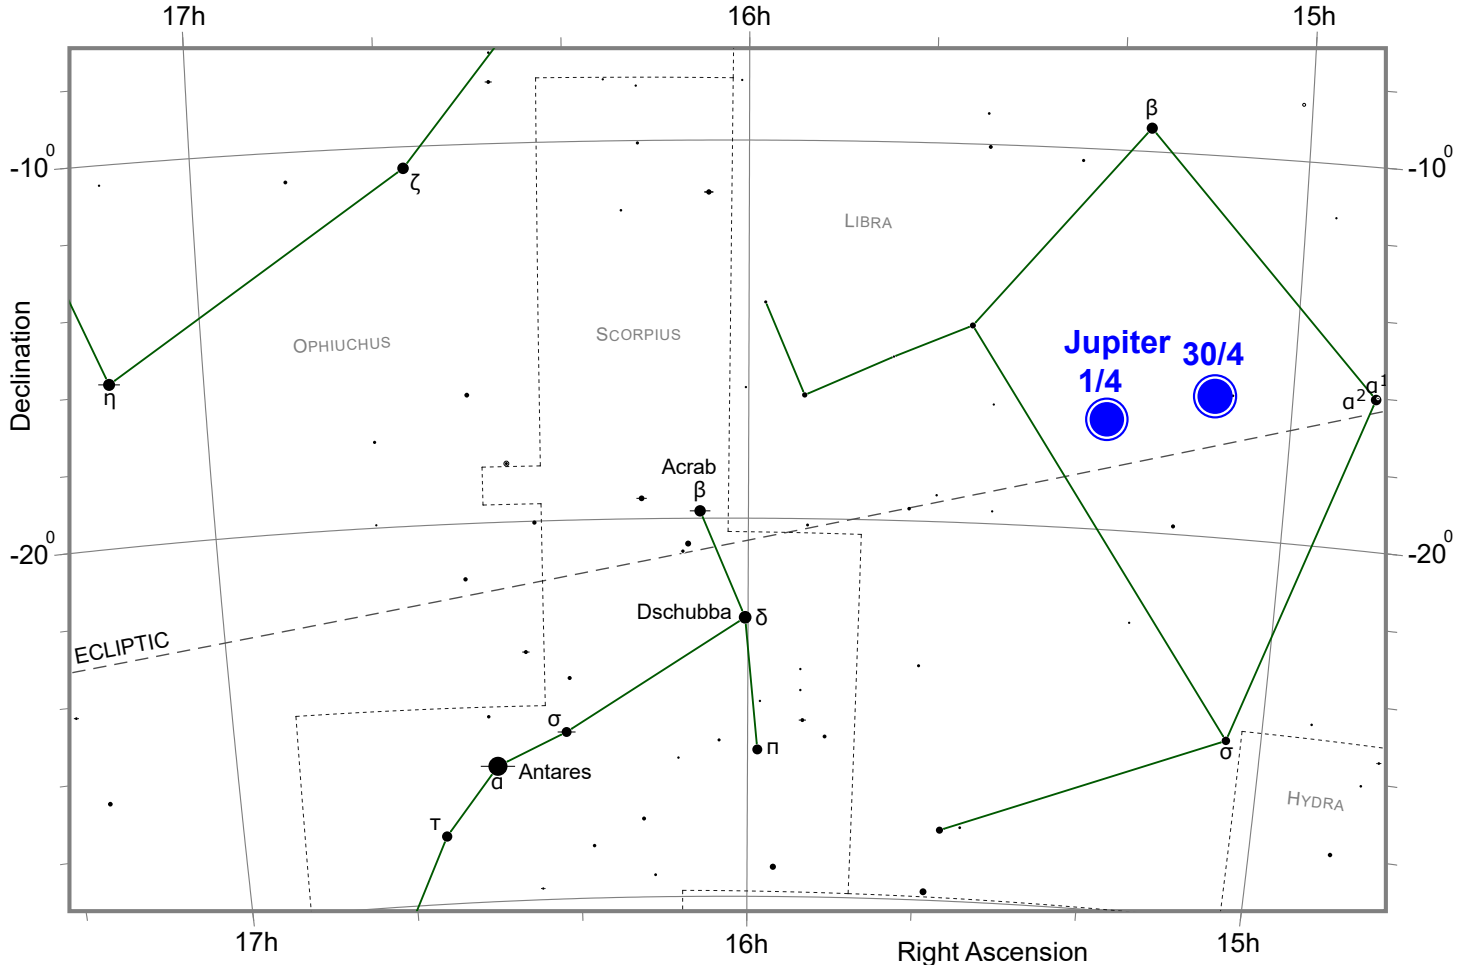 17h 16h 15h
β
-10⁰ -10⁰
ζ
LIBRA
Declination
OPHIUCHUS
SCORPIUS
Jupiter 30/4
1/4
η
α² α¹
Acrab
β
-20⁰ -20⁰
Dschubba δ
ECLIPTIC
σ
π
σ
Antares
α
HYDRA
τ
17h 16h 15h
Right Ascension